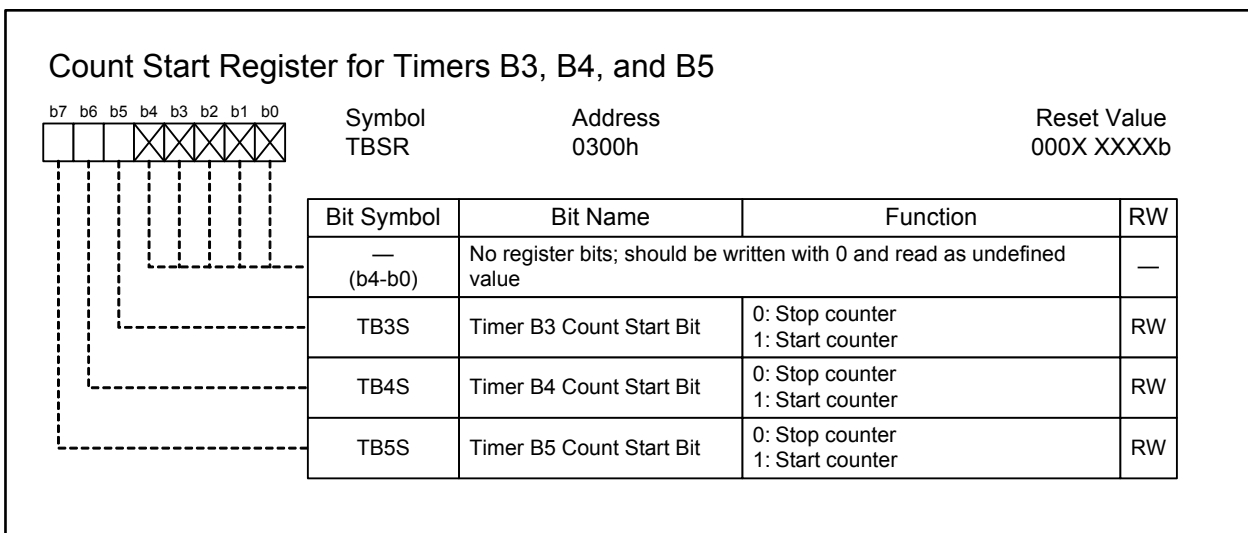 Count Start Register for Timers B3, B4, and B5
b7 b6 b5 b4 b3 b2 b1 b0
Symbol Address Reset Value
TBSR 0300h 000X XXXXb
Bit Symbol Bit Name Function RW
—
(b4-b0)
No register bits; should be written with 0 and read as undefined
value
—
TB3S Timer B3 Count Start Bit
0: Stop counter
1: Start counter
RW
TB4S Timer B4 Count Start Bit
0: Stop counter
1: Start counter
RW
TB5S Timer B5 Count Start Bit
0: Stop counter
1: Start counter
RW